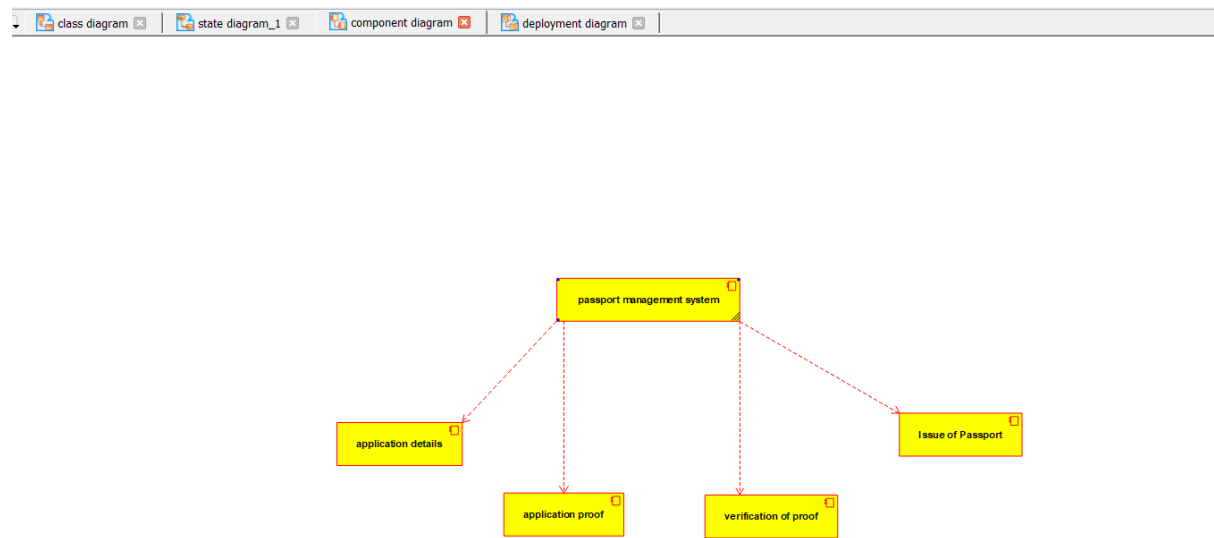 class diagram
state diagram_1
component diagram
deployment diagram
passport management system
application details
Issue of Passport
application proof
verification of proof